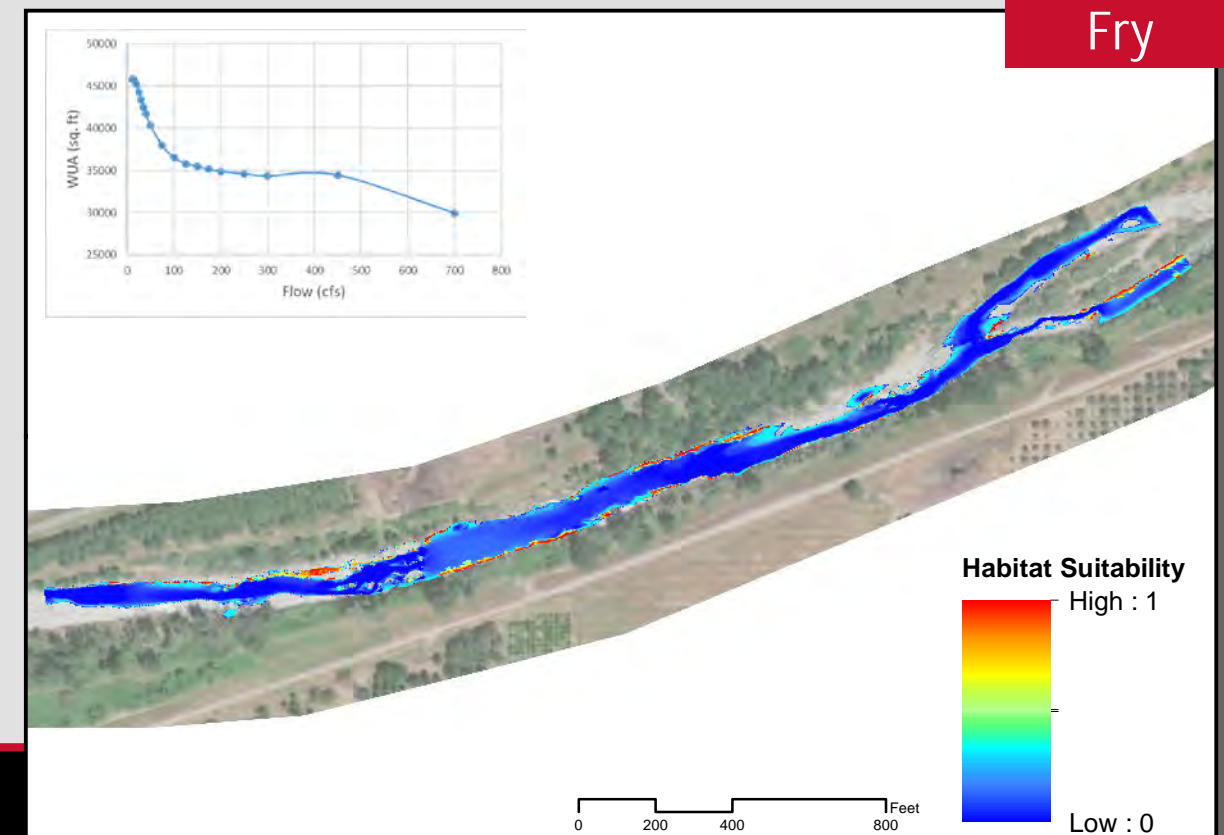 Fry
50000
45000
40000
35000
30000
25000
WUA (sq. ft)
0 100 200 300 400 500 600 700 800
Flow (cfs)
Habitat Suitability
High : 1
Low : 0
Feet
0 200 400 800